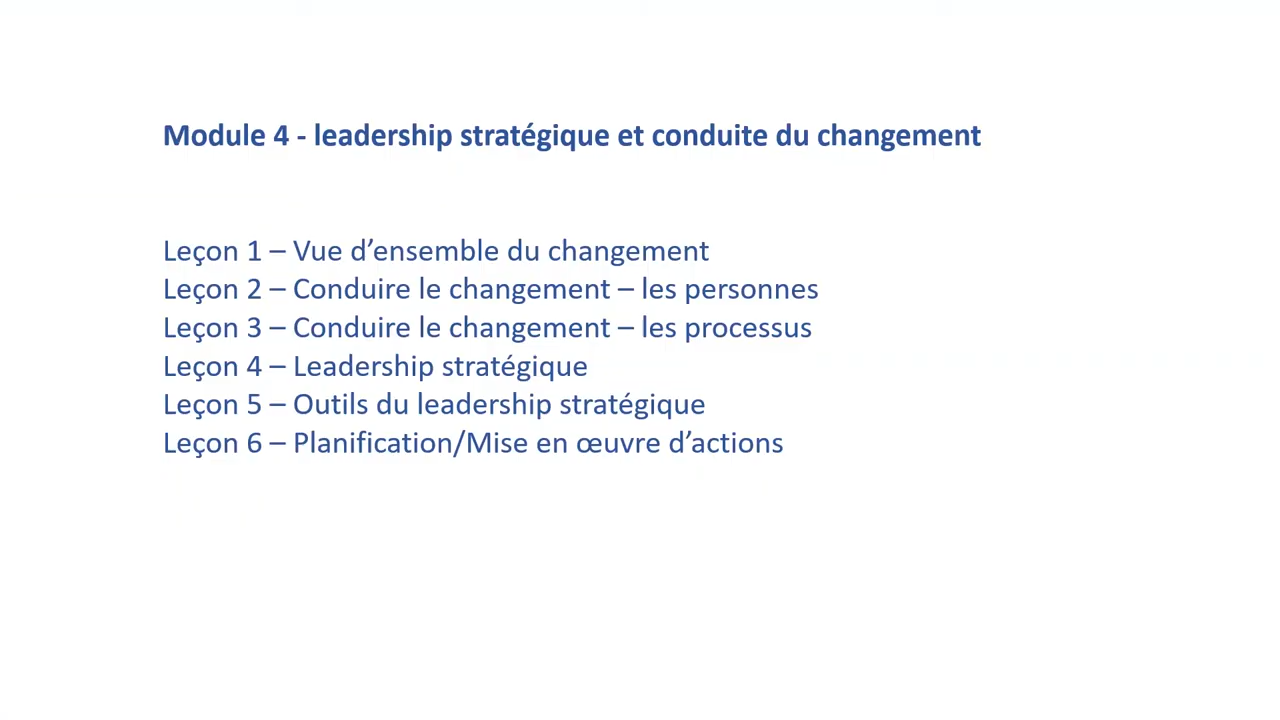 Module 4 - leadership stratégique et conduite du changement
Leçon 1 – Vue d’ensemble du changement
Leçon 2 – Conduire le changement – les personnes
Leçon 3 – Conduire le changement – les processus
Leçon 4 – Leadership stratégique
Leçon 5 – Outils du leadership stratégique
Leçon 6 – Planification/Mise en œuvre d’actions